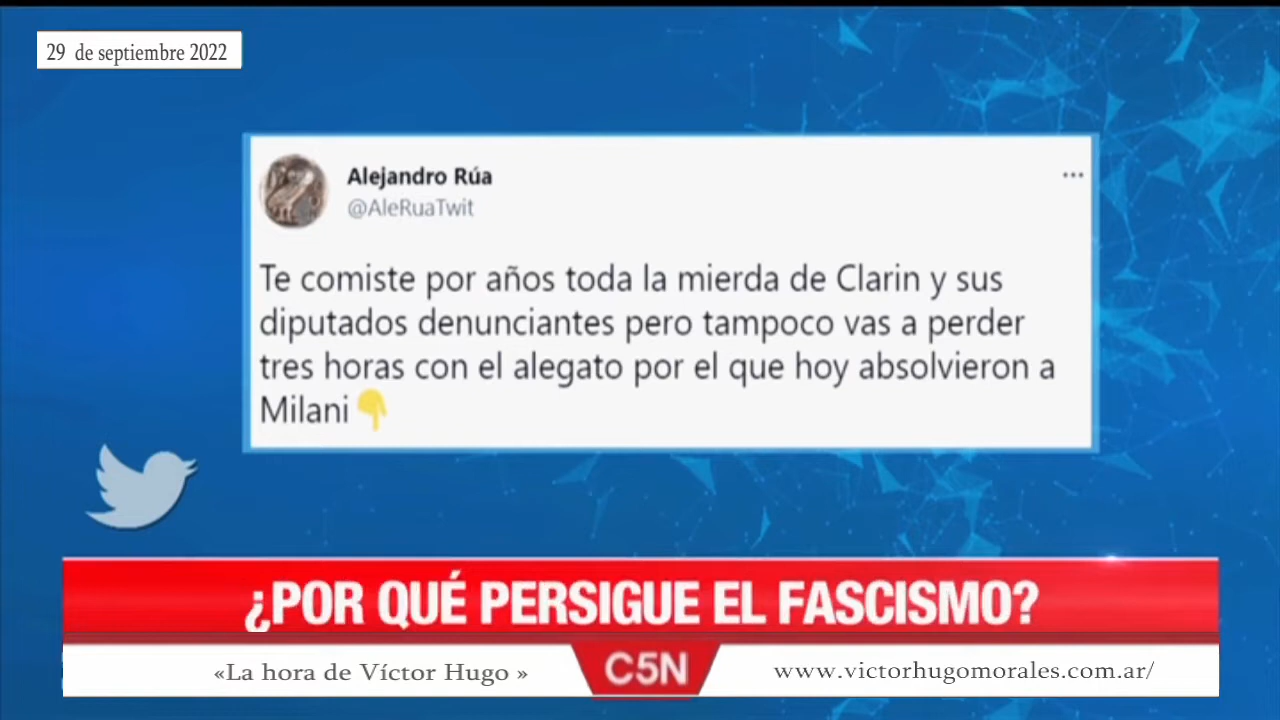 29 de septiembre 2022
Alejandro Rúa
@AleRuaTwit
Te comiste por años toda la mierda de Clarin y sus
diputados denunciantes pero tampoco vas a perder
tres horas con el alegato por el que hoy absolvieron a
Milani👇
¿POR QUÉ PERSIGUE EL FASCISMO?
«La hora de Víctor Hugo »
C5N
www.victorhugomorales.com.ar/